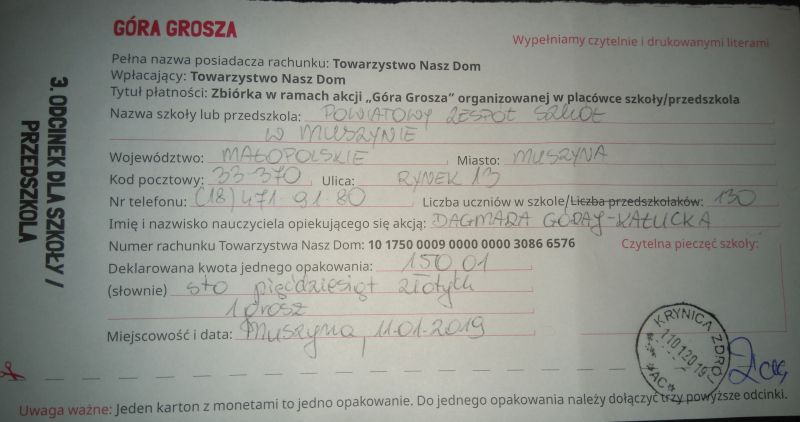 GÓRA GROSZA
Wypełniamy czytelnie i drukowanymi literami
3. ODCINEK DLA SZKOŁY /
PRZEDSZKOLA
Pełna nazwa posiadacza rachunku: Towarzystwo Nasz Dom
Wpłacający: Towarzystwo Nasz Dom
Tytuł płatności: Zbiórka w ramach akcji „Góra Grosza” organizowanej w placówce szkoły/przedszkola
Nazwa szkoły lub przedszkola: POWIATOWY ZESPÓŁ SZKÓŁ
W MUSZYNIE
Województwo: MAŁOPOLSKIE Miasto: MUSZYNA
Kod pocztowy: 33-370 Ulica: RYNEK 13
Nr telefonu: (18) 471 91 80 Liczba uczniów w szkole/Liczba przedszkolaków: 130
Imię i nazwisko nauczyciela opiekującego się akcją: DAGMARA GÓRAY-KAŁUCKA
Numer rachunku Towarzystwa Nasz Dom: 10 1750 0009 0000 0000 3086 6576
Czytelna pieczęć szkoły:
Deklarowana kwota jednego opakowania: 150 01
(słownie) sto pięćdziesiąt złotych
1 grosz
Miejscowość i data: Muszyna, 11.01.2019
KRYNICA ZDRÓJ
11012019
*AC*
Uwaga ważne: Jeden karton z monetami to jedno opakowanie. Do jednego opakowania należy dołączyć trzy powyższe odcinki.